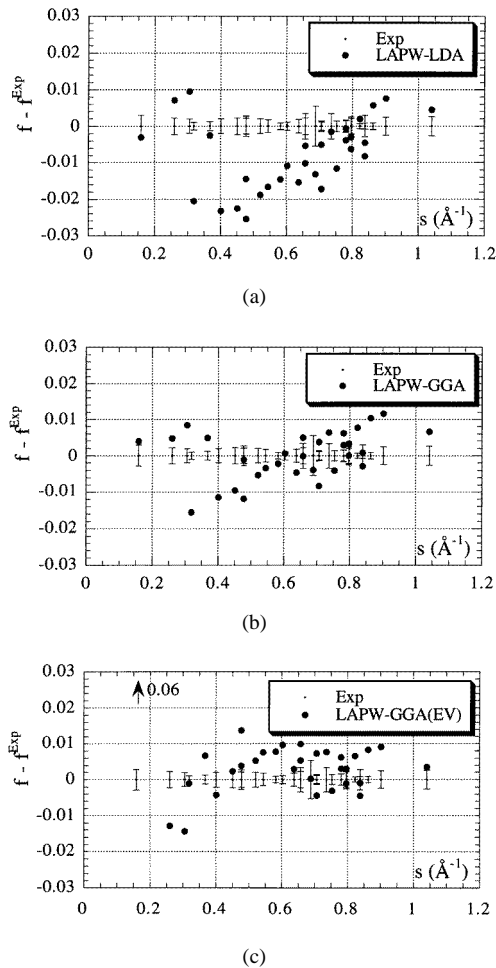 0.03
0.02
0.01
0
-0.01
-0.02
-0.03
f - f^Exp
Exp
LAPW-LDA
s (Å⁻¹)
0 0.2 0.4 0.6 0.8 1 1.2
(a)
0.03
0.02
0.01
0
-0.01
-0.02
-0.03
f - f^Exp
Exp
LAPW-GGA
s (Å⁻¹)
0 0.2 0.4 0.6 0.8 1 1.2
(b)
0.03
0.02
0.01
0
-0.01
-0.02
-0.03
f - f^Exp
0.06
Exp
LAPW-GGA(EV)
s (Å⁻¹)
0 0.2 0.4 0.6 0.8 1 1.2
(c)